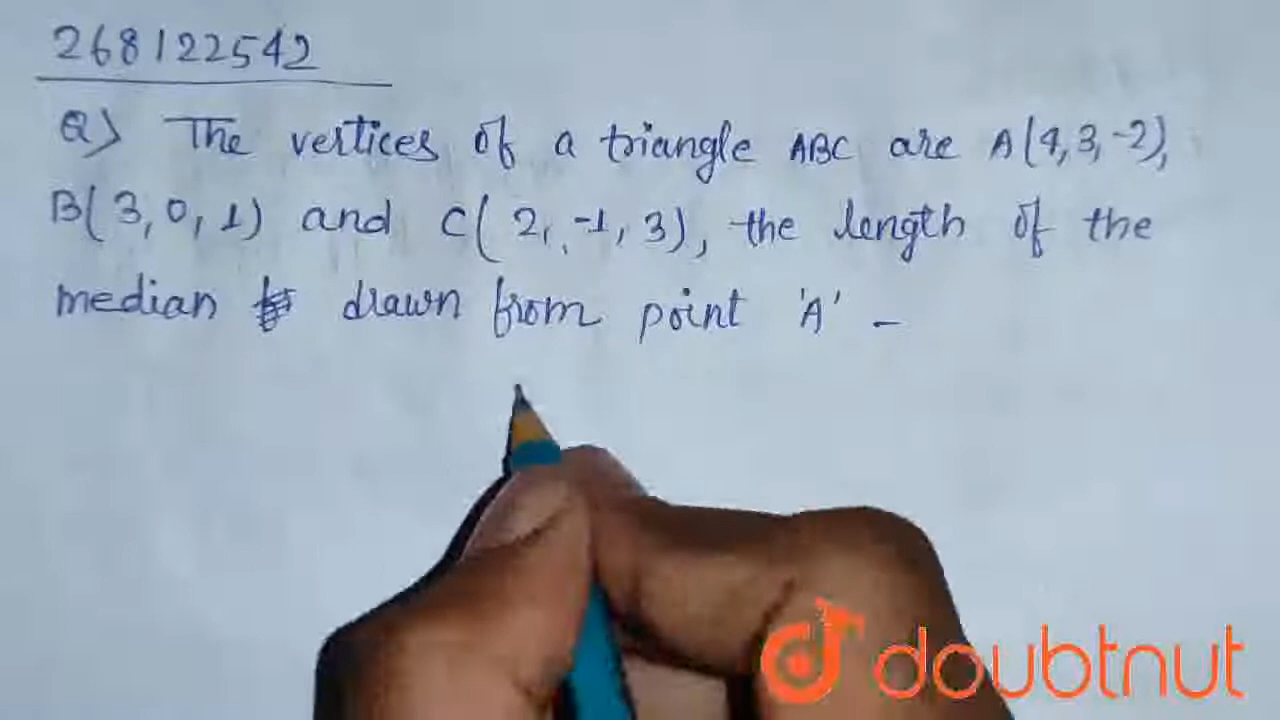 268122542
Q) The vertices of a triangle ABC are A(4,3,-2),
B(3,0,1) and C(2,-1,3), the length of the
median drawn from point 'A' -
doubtnut